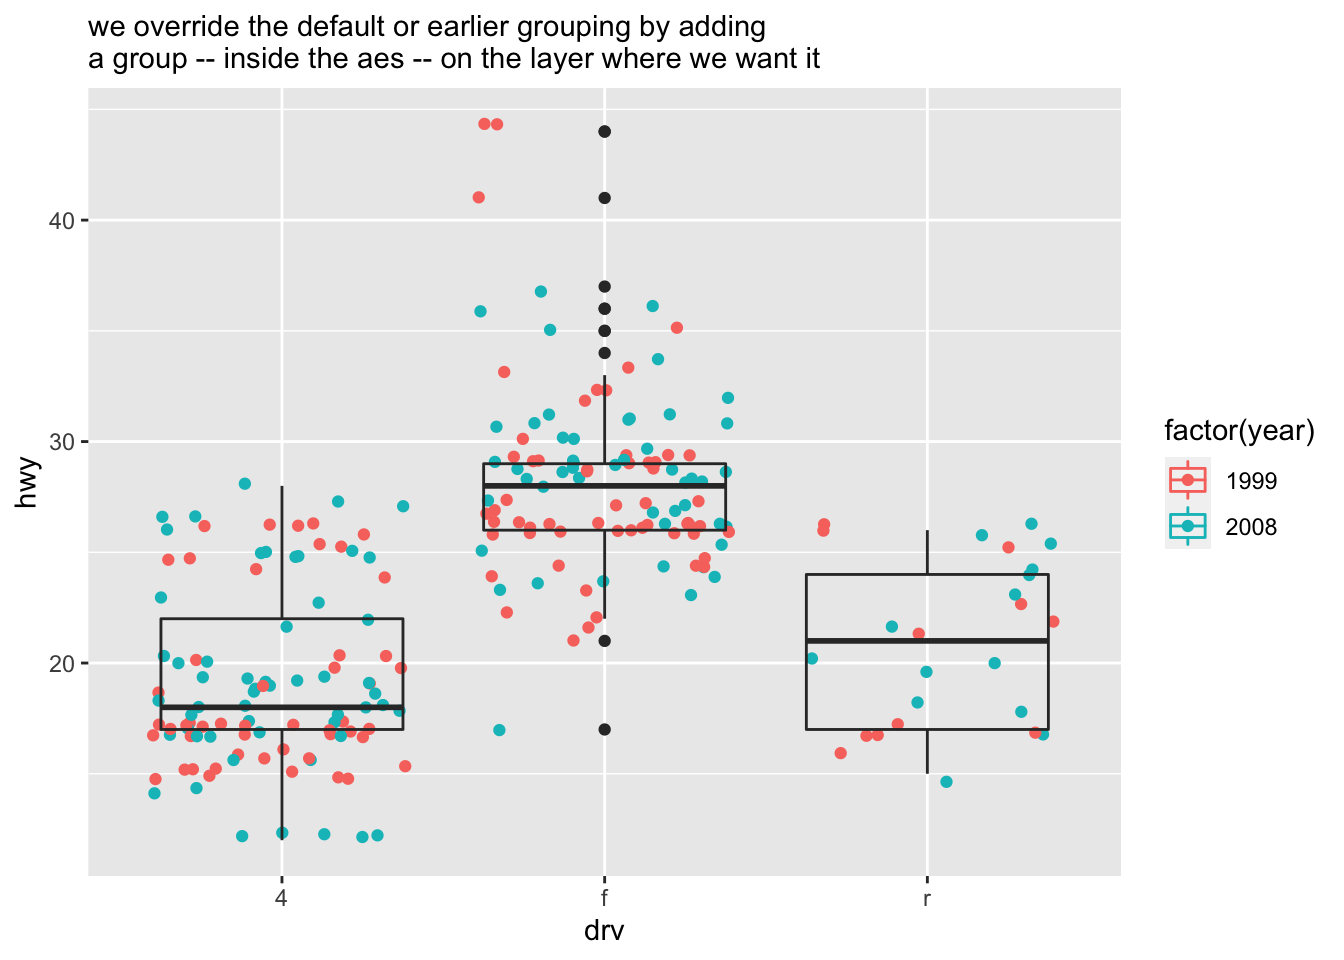 we override the default or earlier grouping by adding
a group -- inside the aes -- on the layer where we want it
40
30
20
hwy
4 f r
drv
factor(year)
1999
2008